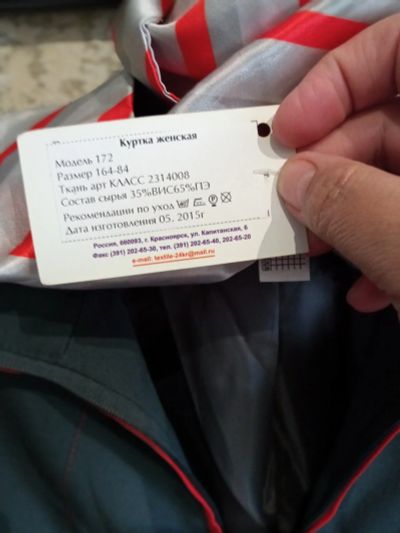 Куртка женская
Модель 172
Размер 164-84
Ткань арт КЛАСС 2314008
Состав сырья 35%ВИС65%ПЭ
Рекомендации по уход
Дата изготовления 05. 2015г
Россия, 660093, г. Красноярск, ул. Капитанская, 6
Факс (391) 202-65-30, тел. (391) 202-65-40, 202-65-20
e-mail: textile-24kr@mail.ru